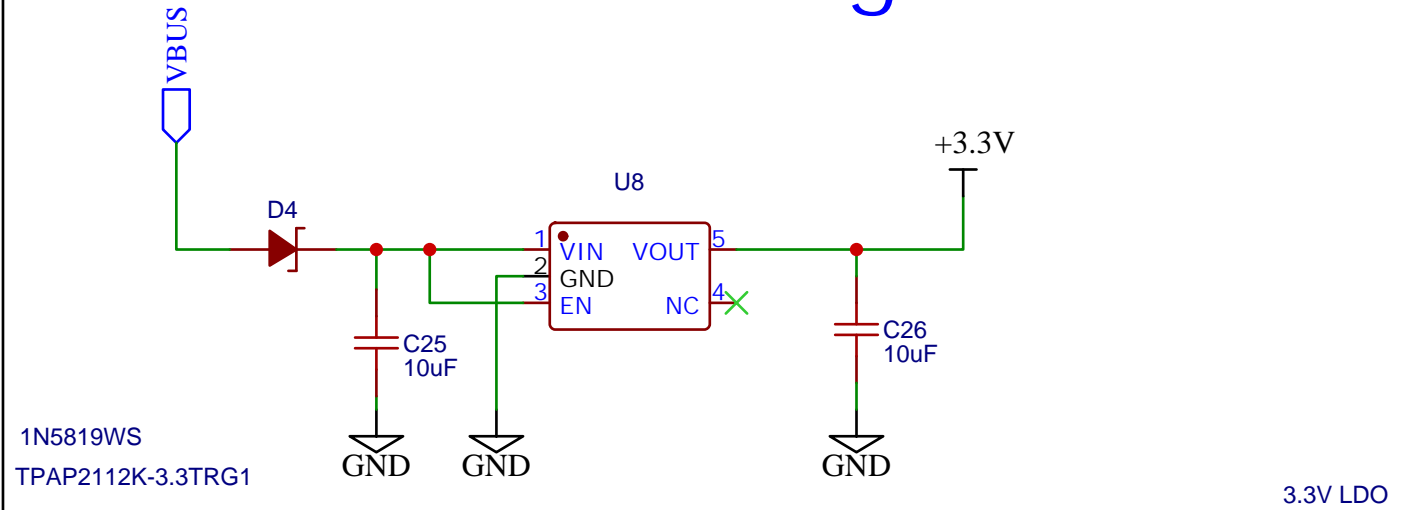 VBUS
+3.3V
U8
D4
1 VIN VOUT 5
2 GND
3 EN NC 4
C25
10uF
C26
10uF
1N5819WS
TPAP2112K-3.3TRG1
GND GND GND
3.3V LDO